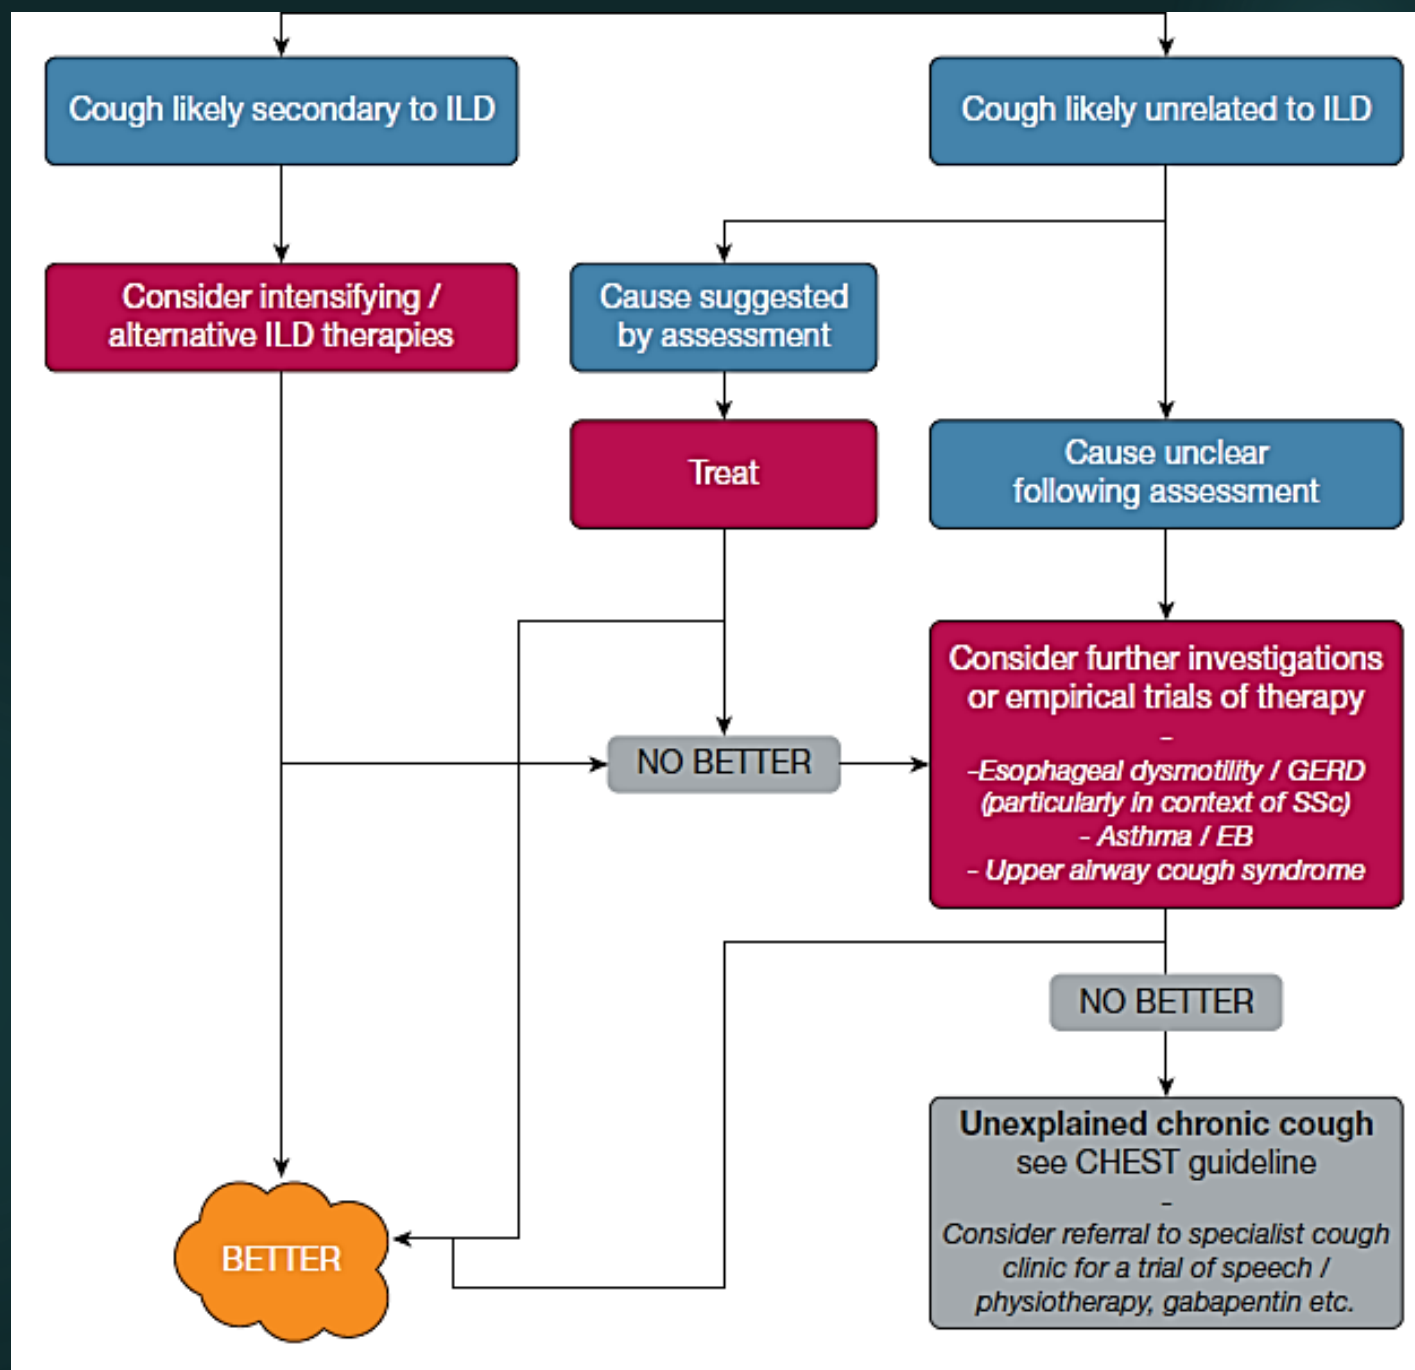 Cough likely secondary to ILD
Cough likely unrelated to ILD
Consider intensifying /
alternative ILD therapies
Cause suggested
by assessment
Treat
Cause unclear
following assessment
Consider further investigations
or empirical trials of therapy
-
-Esophageal dysmotility / GERD
(particularly in context of SSc)
- Asthma / EB
- Upper airway cough syndrome
NO BETTER
NO BETTER
Unexplained chronic cough
see CHEST guideline
-
Consider referral to specialist cough
clinic for a trial of speech /
physiotherapy, gabapentin etc.
BETTER